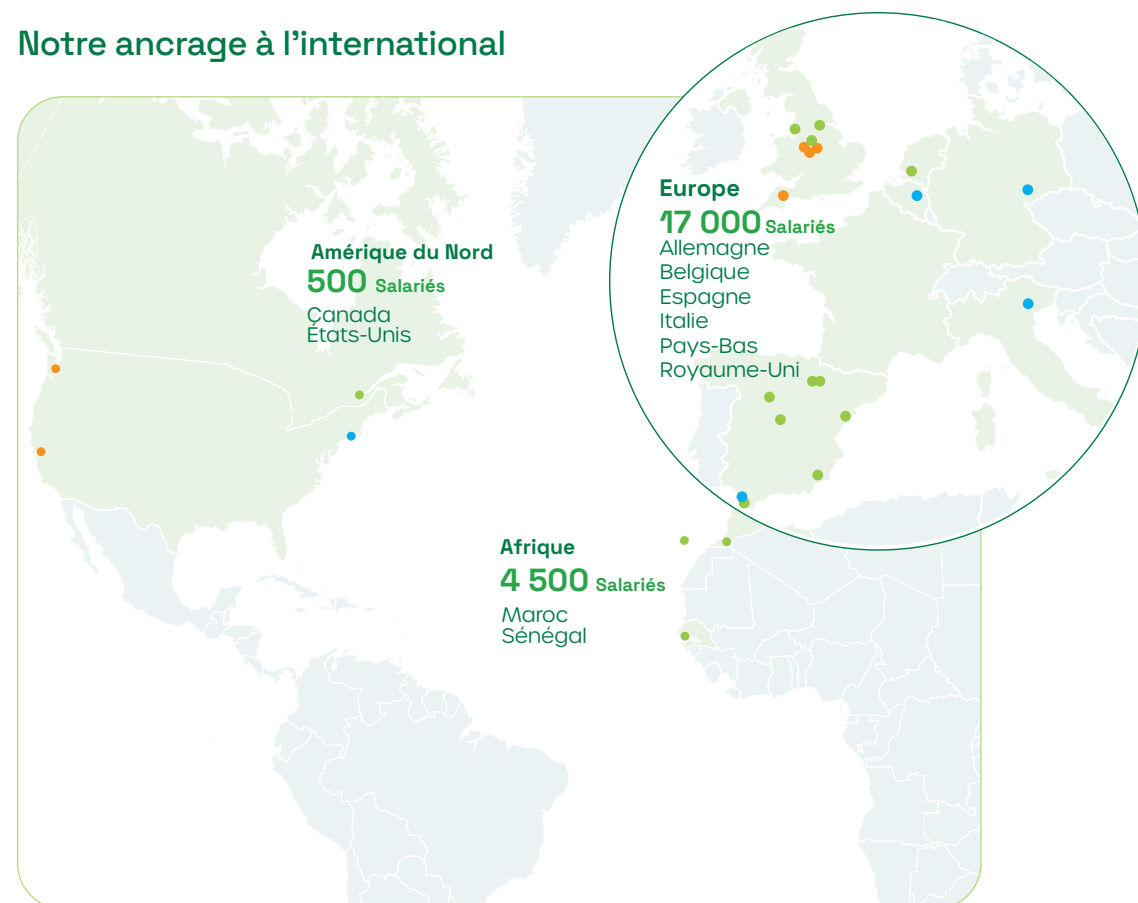 Notre ancrage à l’international
Amérique du Nord
500 Salariés
Canada
États-Unis
Europe
17 000 Salariés
Allemagne
Belgique
Espagne
Italie
Pays-Bas
Royaume-Uni
Afrique
4 500 Salariés
Maroc
Sénégal